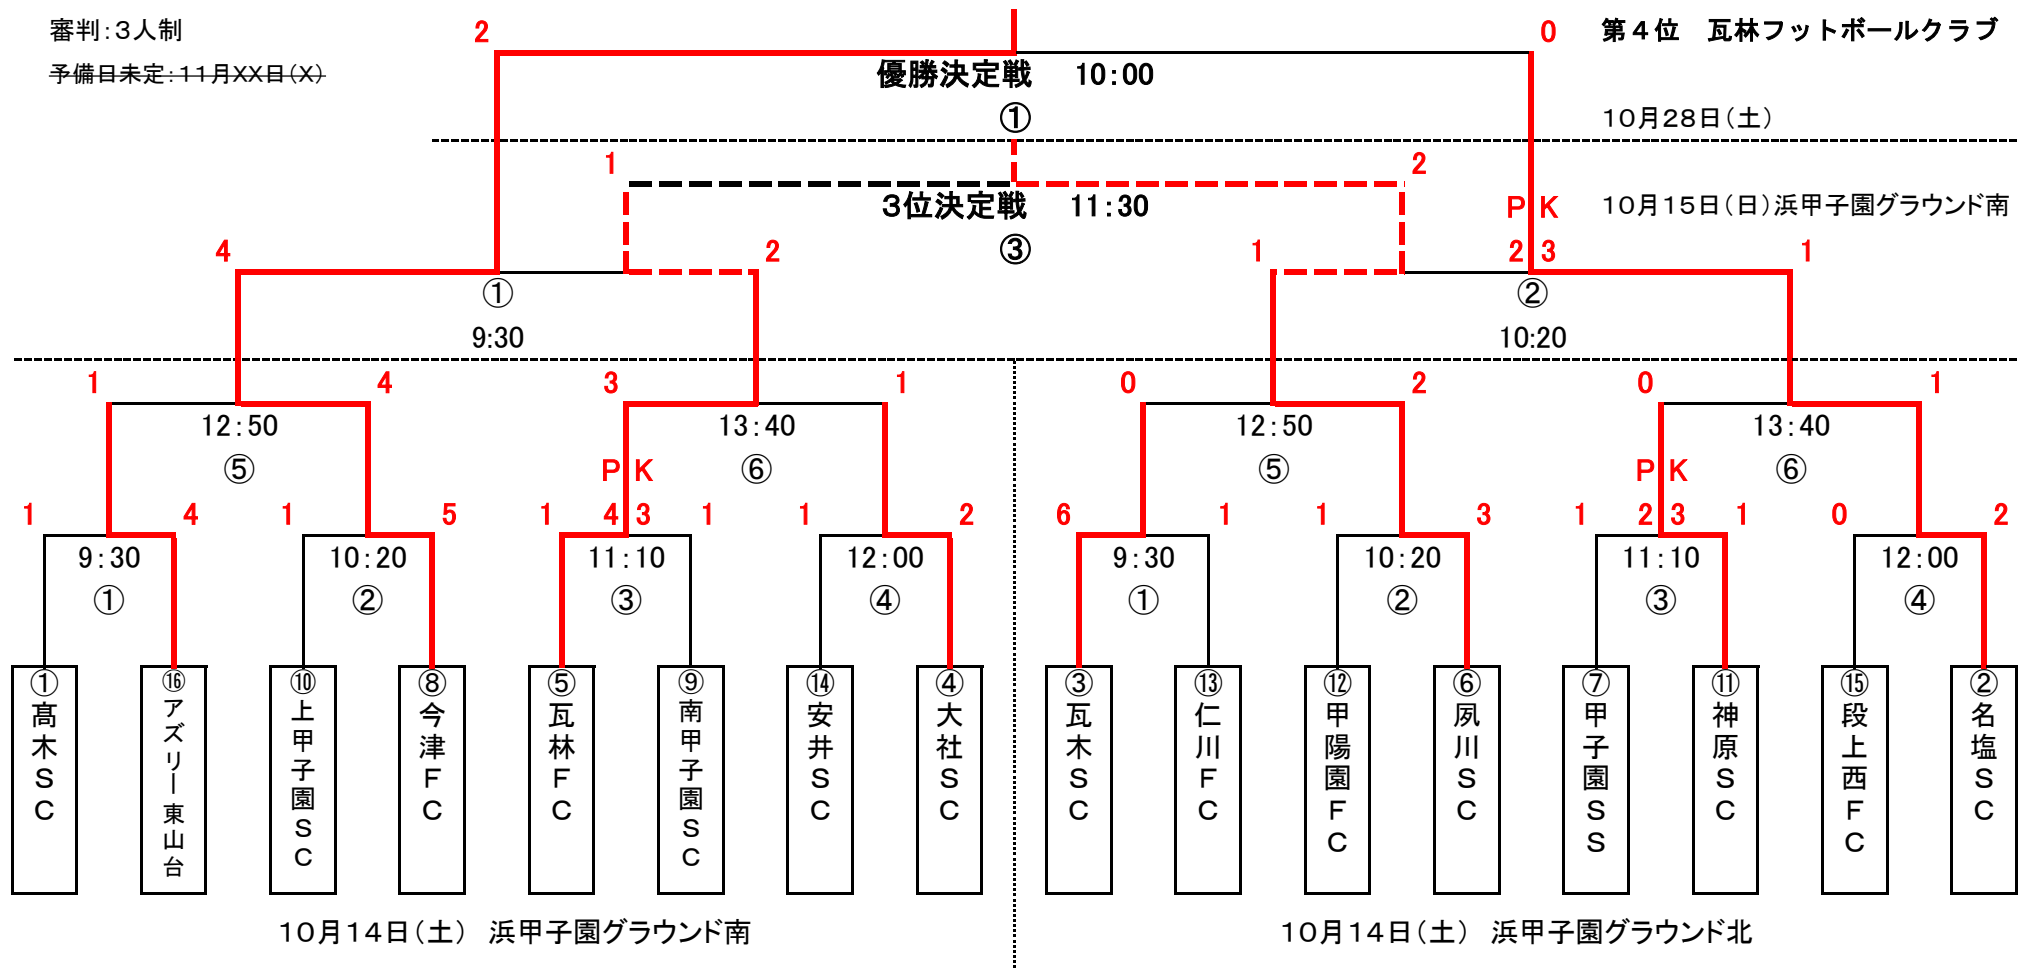 審判：３人制
2
0
第４位　瓦林フットボールクラブ
予備日未定：１１月XX日（X）
優勝決定戦　10：00
①
１０月２８日（土）
1
2
３位決定戦　11：30
③
P K
2 3
１０月１５日（日）浜甲子園グラウンド南
4
2
1
1
①
②
9:30
10:20
1
4
3
1
0
2
0
1
12：50
13：40
12：50
13：40
⑤
P K
⑥
⑤
P K
⑥
1
4
1
5
1
4 3
1
1
2
6
1
1
3
1
2 3
1
0
2
9：30
10：20
11：10
12：00
9：30
10：20
11：10
12：00
①
②
③
④
①
②
③
④
①髙木ＳＣ
⑯アズリー東山台
⑩上甲子園ＳＣ
⑧今津ＦＣ
⑤瓦林ＦＣ
⑨南甲子園ＳＣ
⑭安井ＳＣ
④大社ＳＣ
③瓦木ＳＣ
⑬仁川ＦＣ
⑫甲陽園ＦＣ
⑥夙川ＳＣ
⑦甲子園ＳＳ
⑪神原ＳＣ
⑮段上西ＦＣ
②名塩ＳＣ
１０月１４日（土）　浜甲子園グラウンド南
１０月１４日（土）　浜甲子園グラウンド北